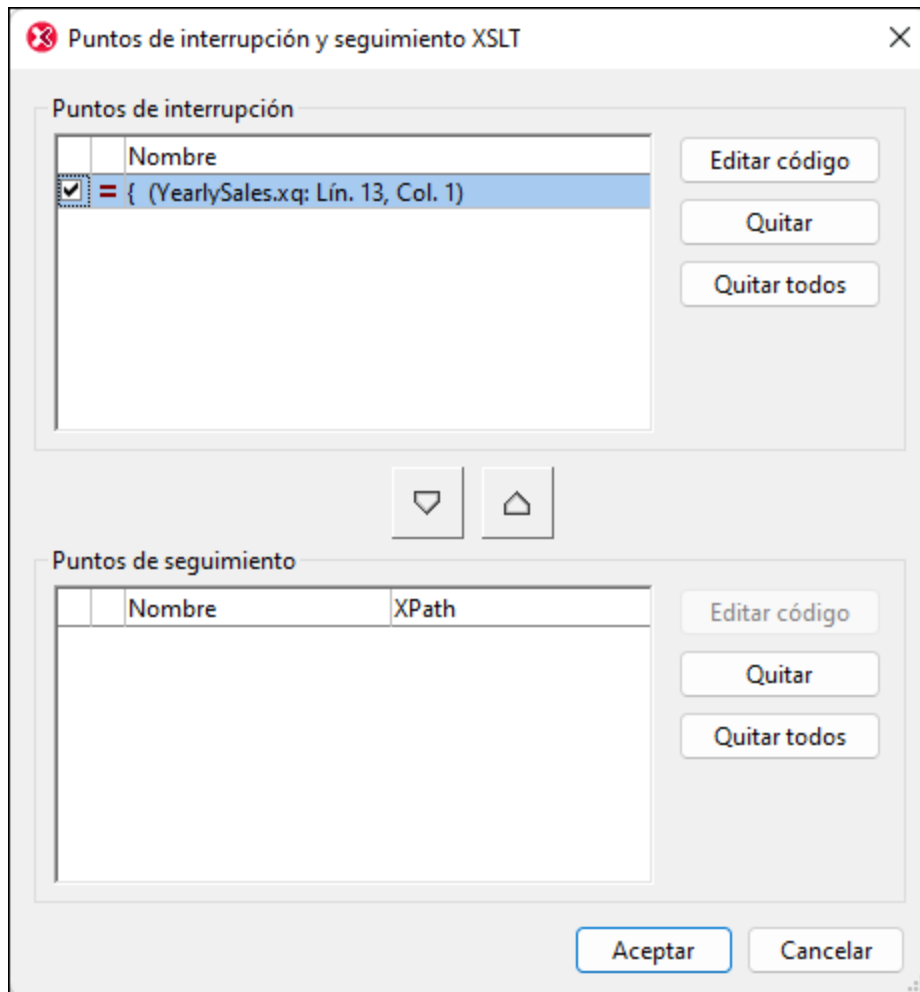 Puntos de interrupción y seguimiento XSLT
Puntos de interrupción
Nombre
{ (YearlySales.xq: Lín. 13, Col. 1)
Editar código
Quitar
Quitar todos
Puntos de seguimiento
Nombre XPath
Editar código
Quitar
Quitar todos
Aceptar Cancelar